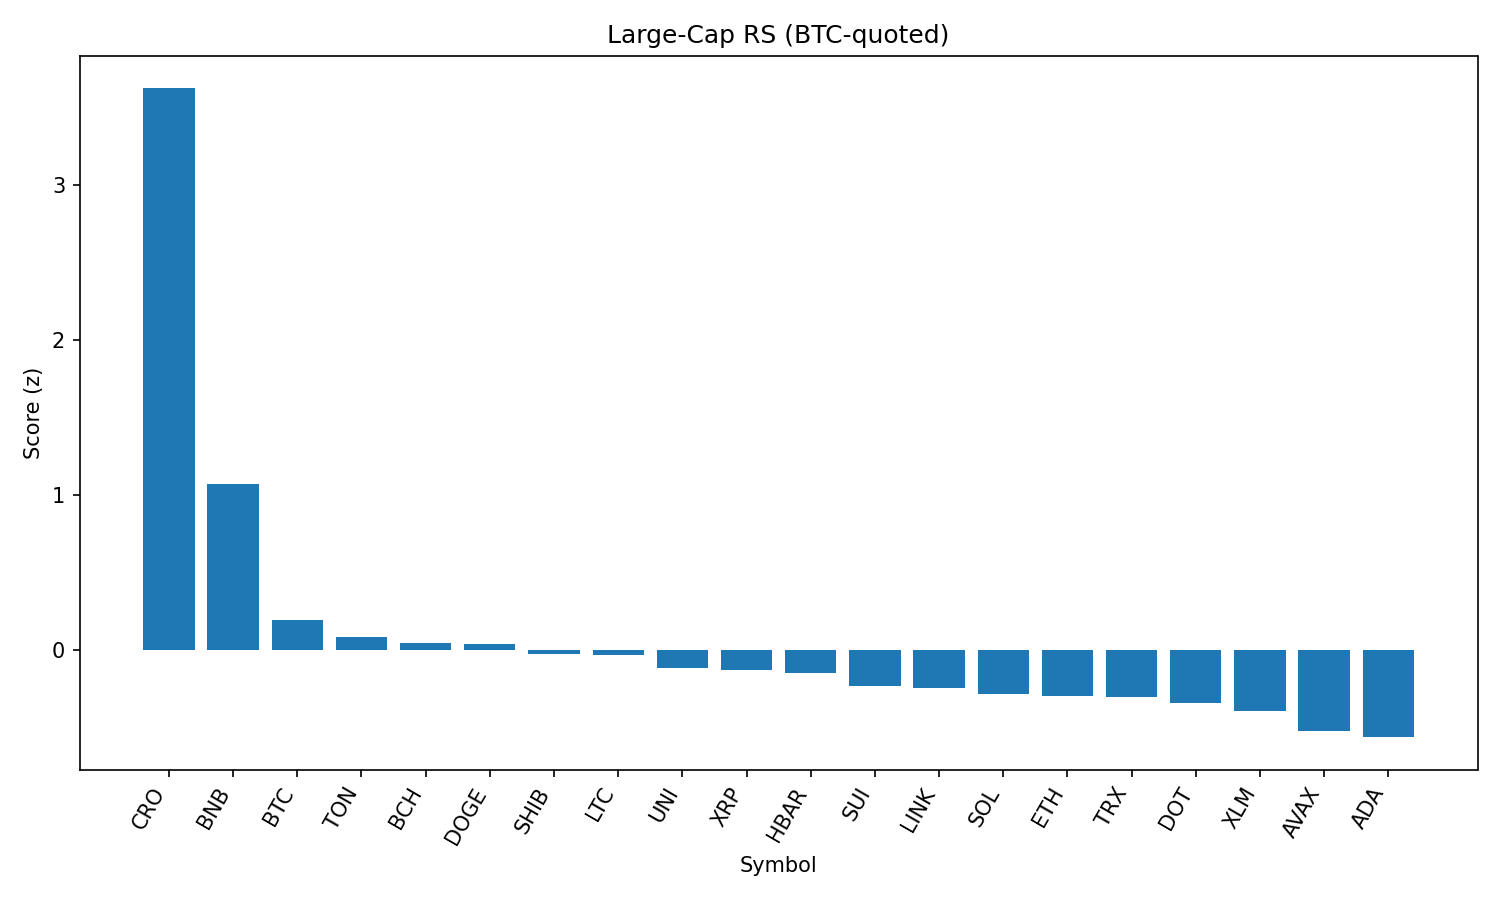 Large-Cap RS (BTC-quoted)
Score (z)
3
2
1
0
CRO
BNB
BTC
TON
BCH
DOGE
SHIB
LTC
UNI
XRP
HBAR
SUI
LINK
SOL
ETH
TRX
DOT
XLM
AVAX
ADA
Symbol